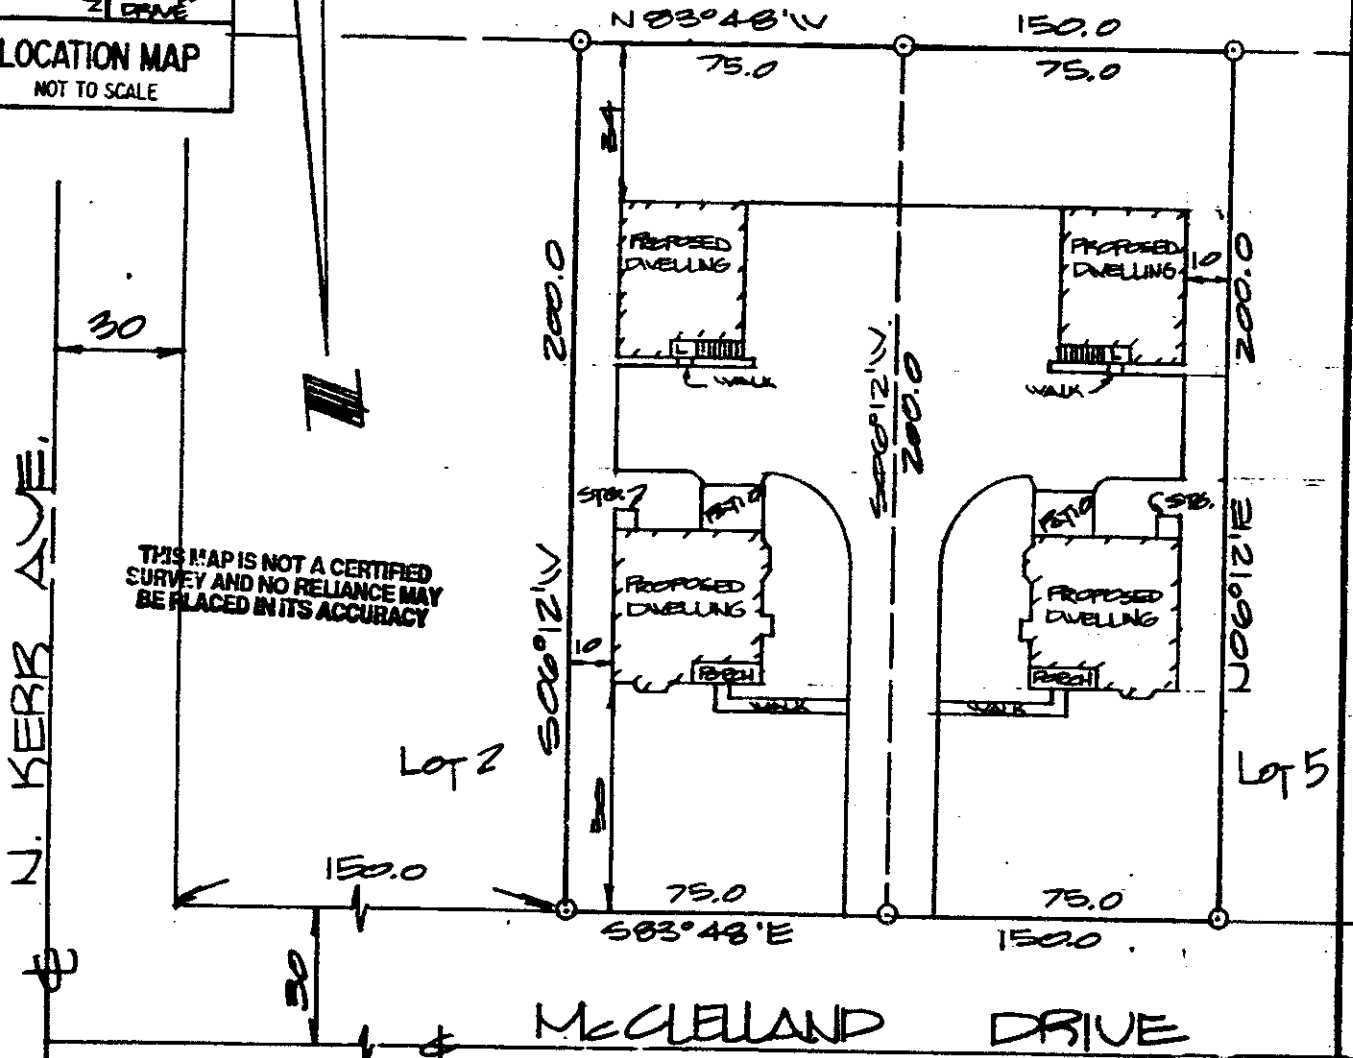 DRIVE
LOCATION MAP
NOT TO SCALE
N 83°48'W
150.0
75.0
75.0
34
PROPOSED
DWELLING
PROPOSED
DWELLING
10
200.0
200.0
30
L
WALK
L
WALK
S06°12'W.
200.0
N. KERR AVE.
STOR.
PATIO
PATIO
STR.
THIS MAP IS NOT A CERTIFIED
SURVEY AND NO RELIANCE MAY
BE PLACED IN ITS ACCURACY
PROPOSED
DWELLING
PROPOSED
DWELLING
S06°12'W
10
N06°12'E
PORCH
PORCH
WALK
WALK
LOT 2
LOT 5
150.0
75.0
75.0
S83°48'E
150.0
30
McCLELLAND DRIVE